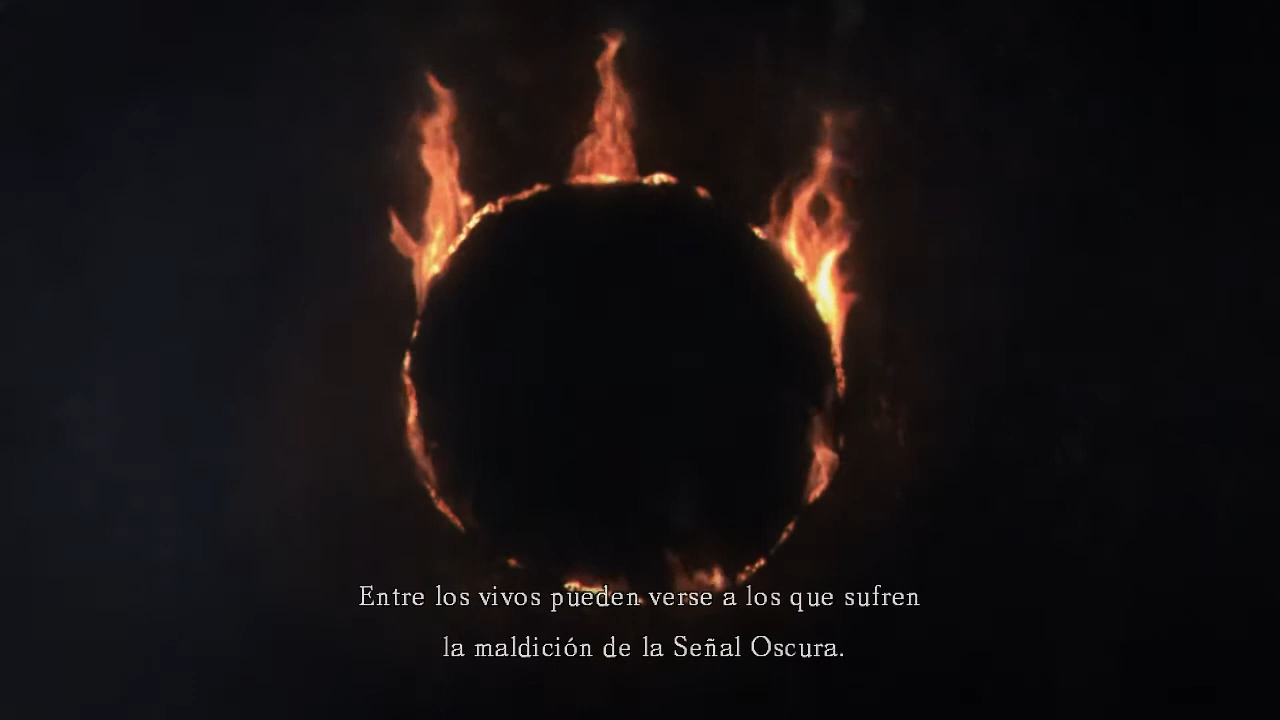 Entre los vivos pueden verse a los que sufren
la maldición de la Señal Oscura.